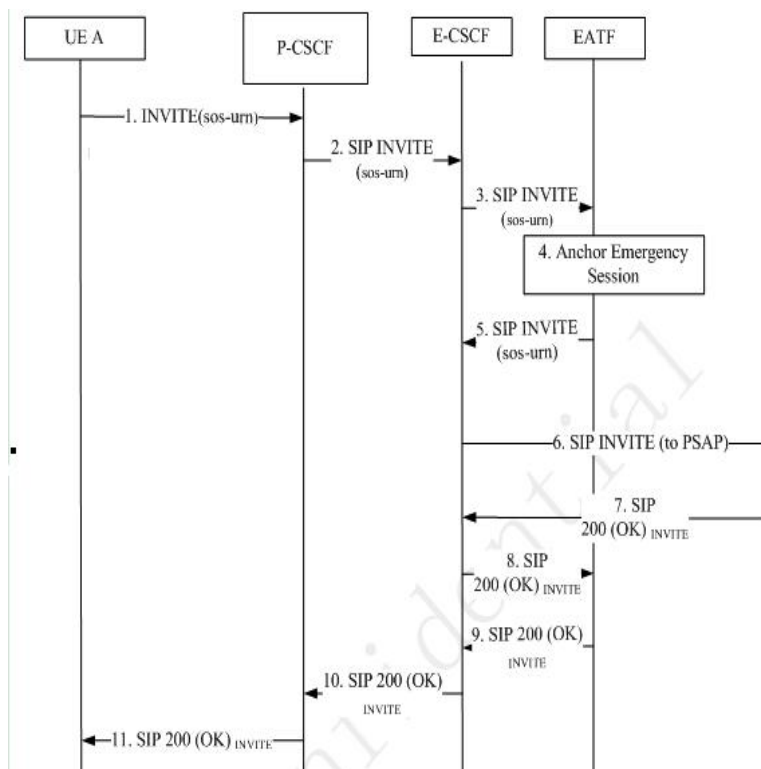 UE A
P-CSCF
E-CSCF
EATF
1. INVITE(sos-urn)
2. SIP INVITE
(sos-urn)
3. SIP INVITE
(sos-urn)
4. Anchor Emergency
Session
5. SIP INVITE
(sos-urn)
6. SIP INVITE (to PSAP)
7. SIP
200 (OK) INVITE
8. SIP
200 (OK) INVITE
9. SIP 200 (OK)
INVITE
10. SIP 200 (OK)
INVITE
11. SIP 200 (OK) INVITE